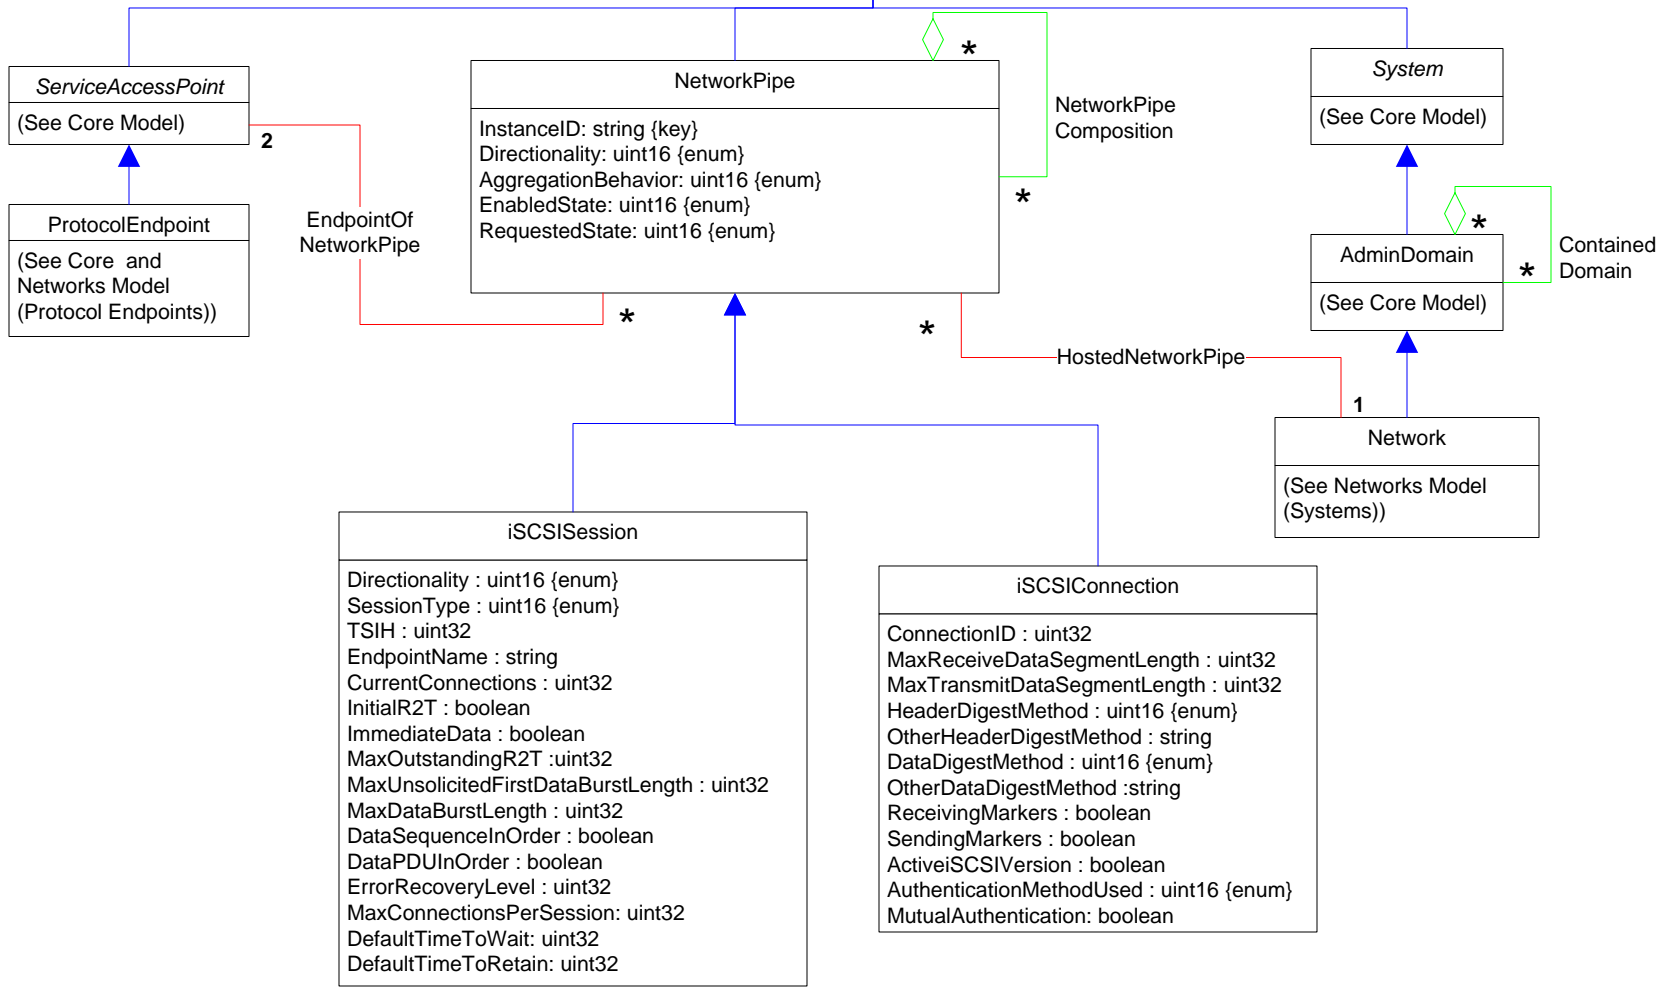 ServiceAccessPoint
(See Core Model)
2
ProtocolEndpoint
(See Core and
Networks Model
(Protocol Endpoints))
EndpointOf
NetworkPipe
*
NetworkPipe
InstanceID: string {key}
Directionality: uint16 {enum}
AggregationBehavior: uint16 {enum}
EnabledState: uint16 {enum}
RequestedState: uint16 {enum}
*
NetworkPipe
Composition
*
System
(See Core Model)
AdminDomain
(See Core Model)
*
Contained
Domain
*
*
HostedNetworkPipe
1
Network
(See Networks Model
(Systems))
iSCSISession
Directionality : uint16 {enum}
SessionType : uint16 {enum}
TSIH : uint32
EndpointName : string
CurrentConnections : uint32
InitialR2T : boolean
ImmediateData : boolean
MaxOutstandingR2T :uint32
MaxUnsolicitedFirstDataBurstLength : uint32
MaxDataBurstLength : uint32
DataSequenceInOrder : boolean
DataPDUInOrder : boolean
ErrorRecoveryLevel : uint32
MaxConnectionsPerSession: uint32
DefaultTimeToWait: uint32
DefaultTimeToRetain: uint32
iSCSIConnection
ConnectionID : uint32
MaxReceiveDataSegmentLength : uint32
MaxTransmitDataSegmentLength : uint32
HeaderDigestMethod : uint16 {enum}
OtherHeaderDigestMethod : string
DataDigestMethod : uint16 {enum}
OtherDataDigestMethod :string
ReceivingMarkers : boolean
SendingMarkers : boolean
ActiveiSCSIVersion : boolean
AuthenticationMethodUsed : uint16 {enum}
MutualAuthentication: boolean